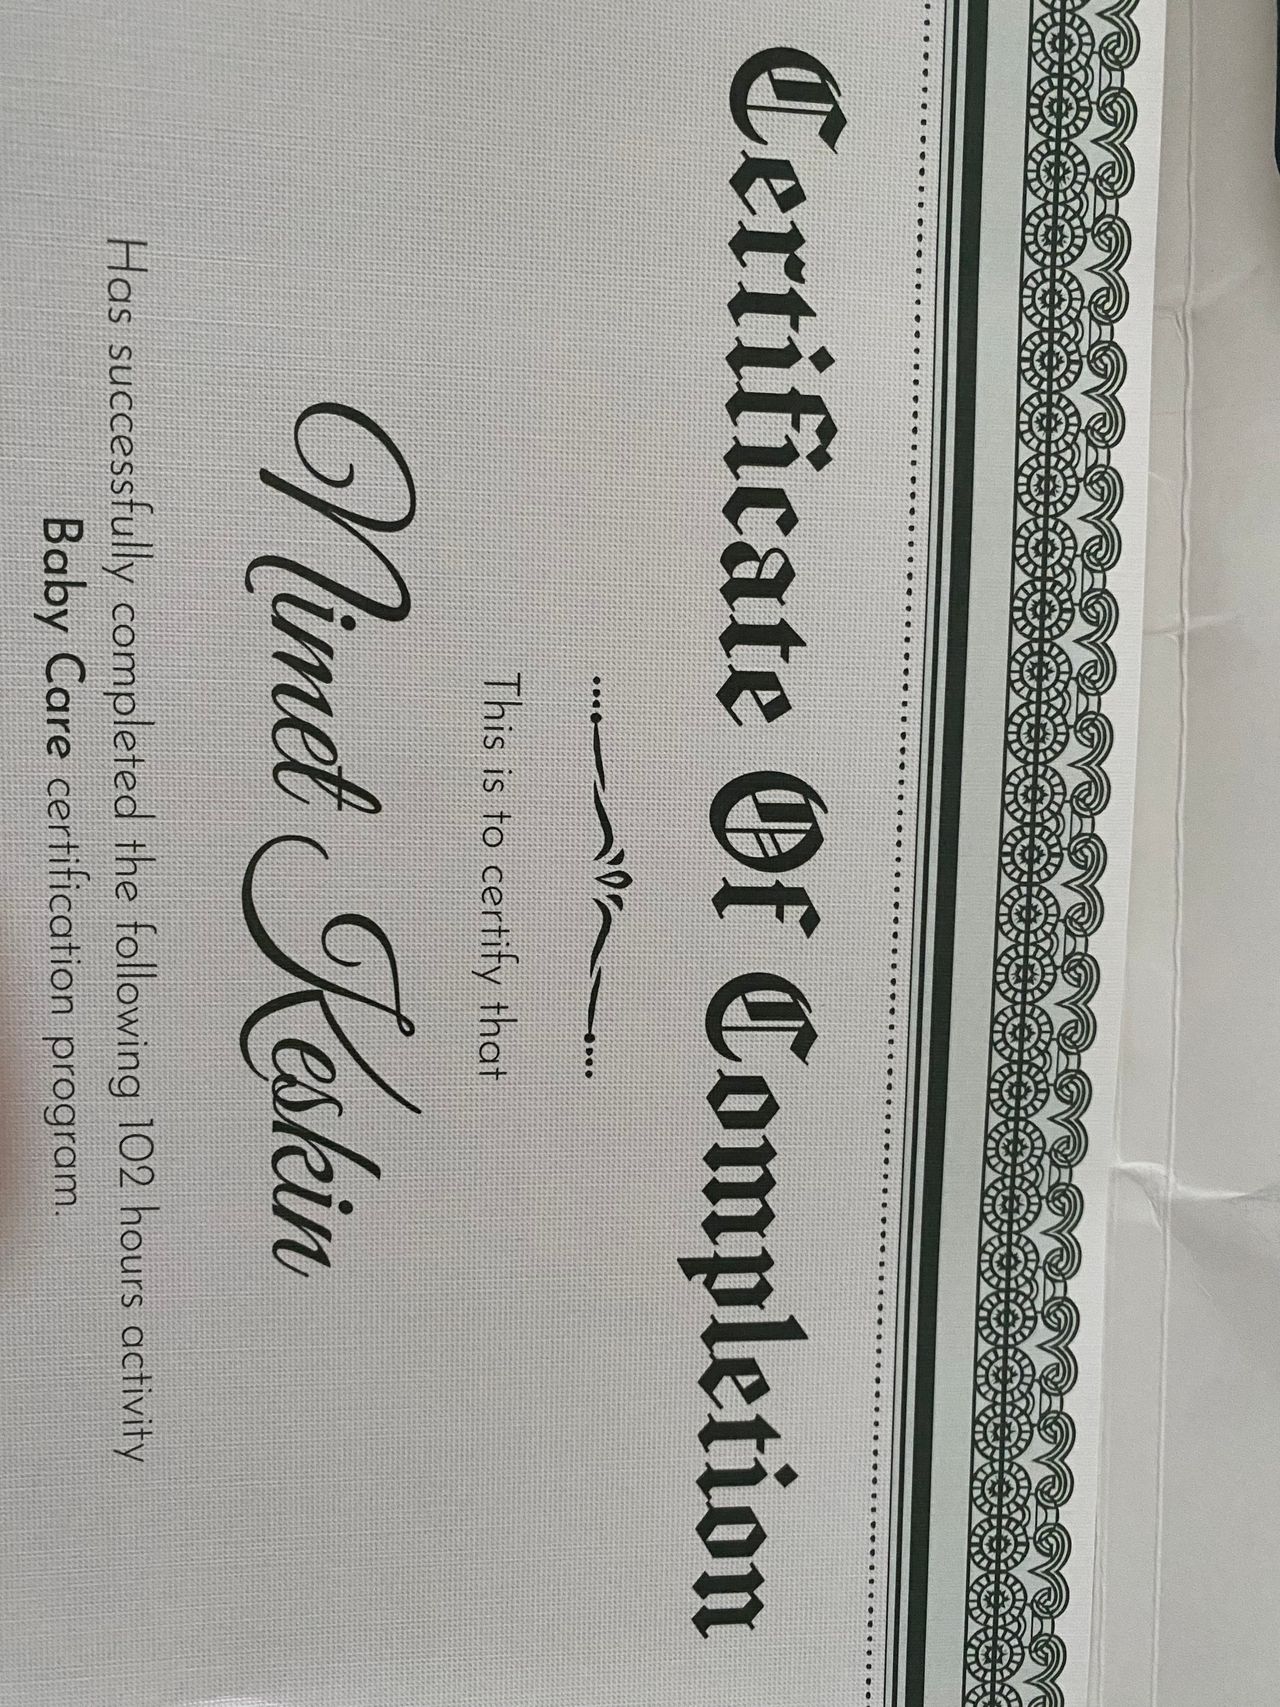 Certificate Of Completion
This is to certify that
Nimet Keskin
Has successfully completed the following 102 hours activity
Baby Care certification program.